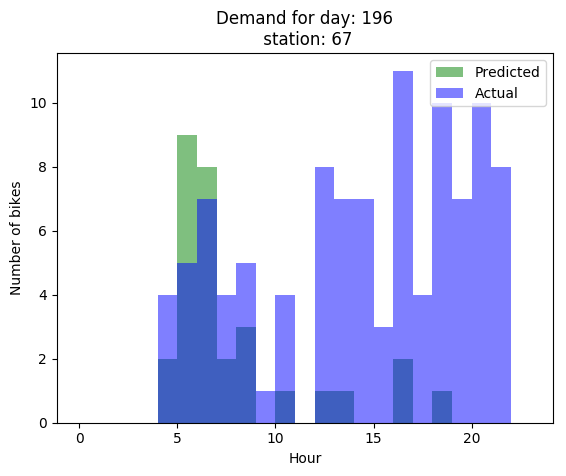 Demand for day: 196
station: 67
Predicted
Actual
Number of bikes
10
8
6
4
2
0
0
5
10
15
20
Hour